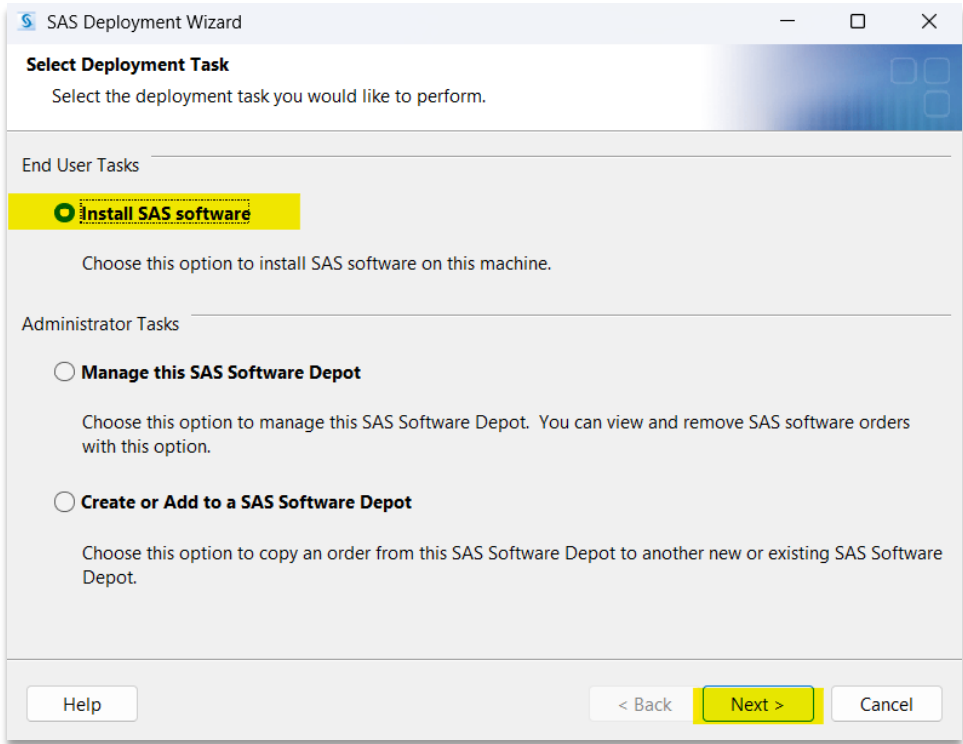 SAS Deployment Wizard
Select Deployment Task
Select the deployment task you would like to perform.
End User Tasks
Install SAS software
Choose this option to install SAS software on this machine.
Administrator Tasks
Manage this SAS Software Depot
Choose this option to manage this SAS Software Depot.  You can view and remove SAS software orders
with this option.
Create or Add to a SAS Software Depot
Choose this option to copy an order from this SAS Software Depot to another new or existing SAS Software
Depot.
Help
< Back
Next >
Cancel